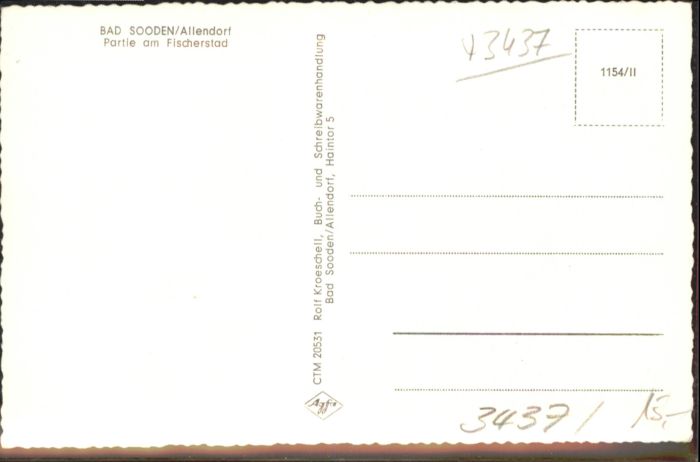 BAD SOODEN/Allendorf
Partie am Fischerstad
3437
1154/II
CTM 20531 Rolf Kroeschell, Buch- und Schreibwarenhandlung
Bad Sooden/Allendorf, Haintor 5
Agfa
3437/ 15,-